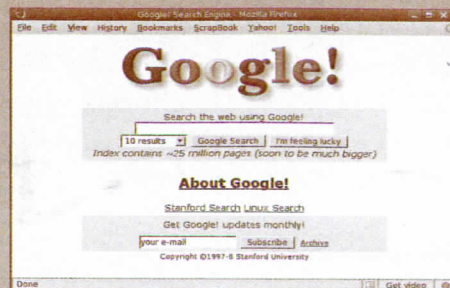 Google! Search Engine - Mozilla Firefox
File Edit View History Bookmarks ScrapBook Yahoo! Tools Help
Google!
Search the web using Google!
10 results Google Search I'm feeling lucky
Index contains ~25 million pages (soon to be much bigger)
About Google!
Stanford Search Linux Search
Get Google! updates monthly!
your e-mail Subscribe Archive
Copyright ©1997-8 Stanford University
Done Get video